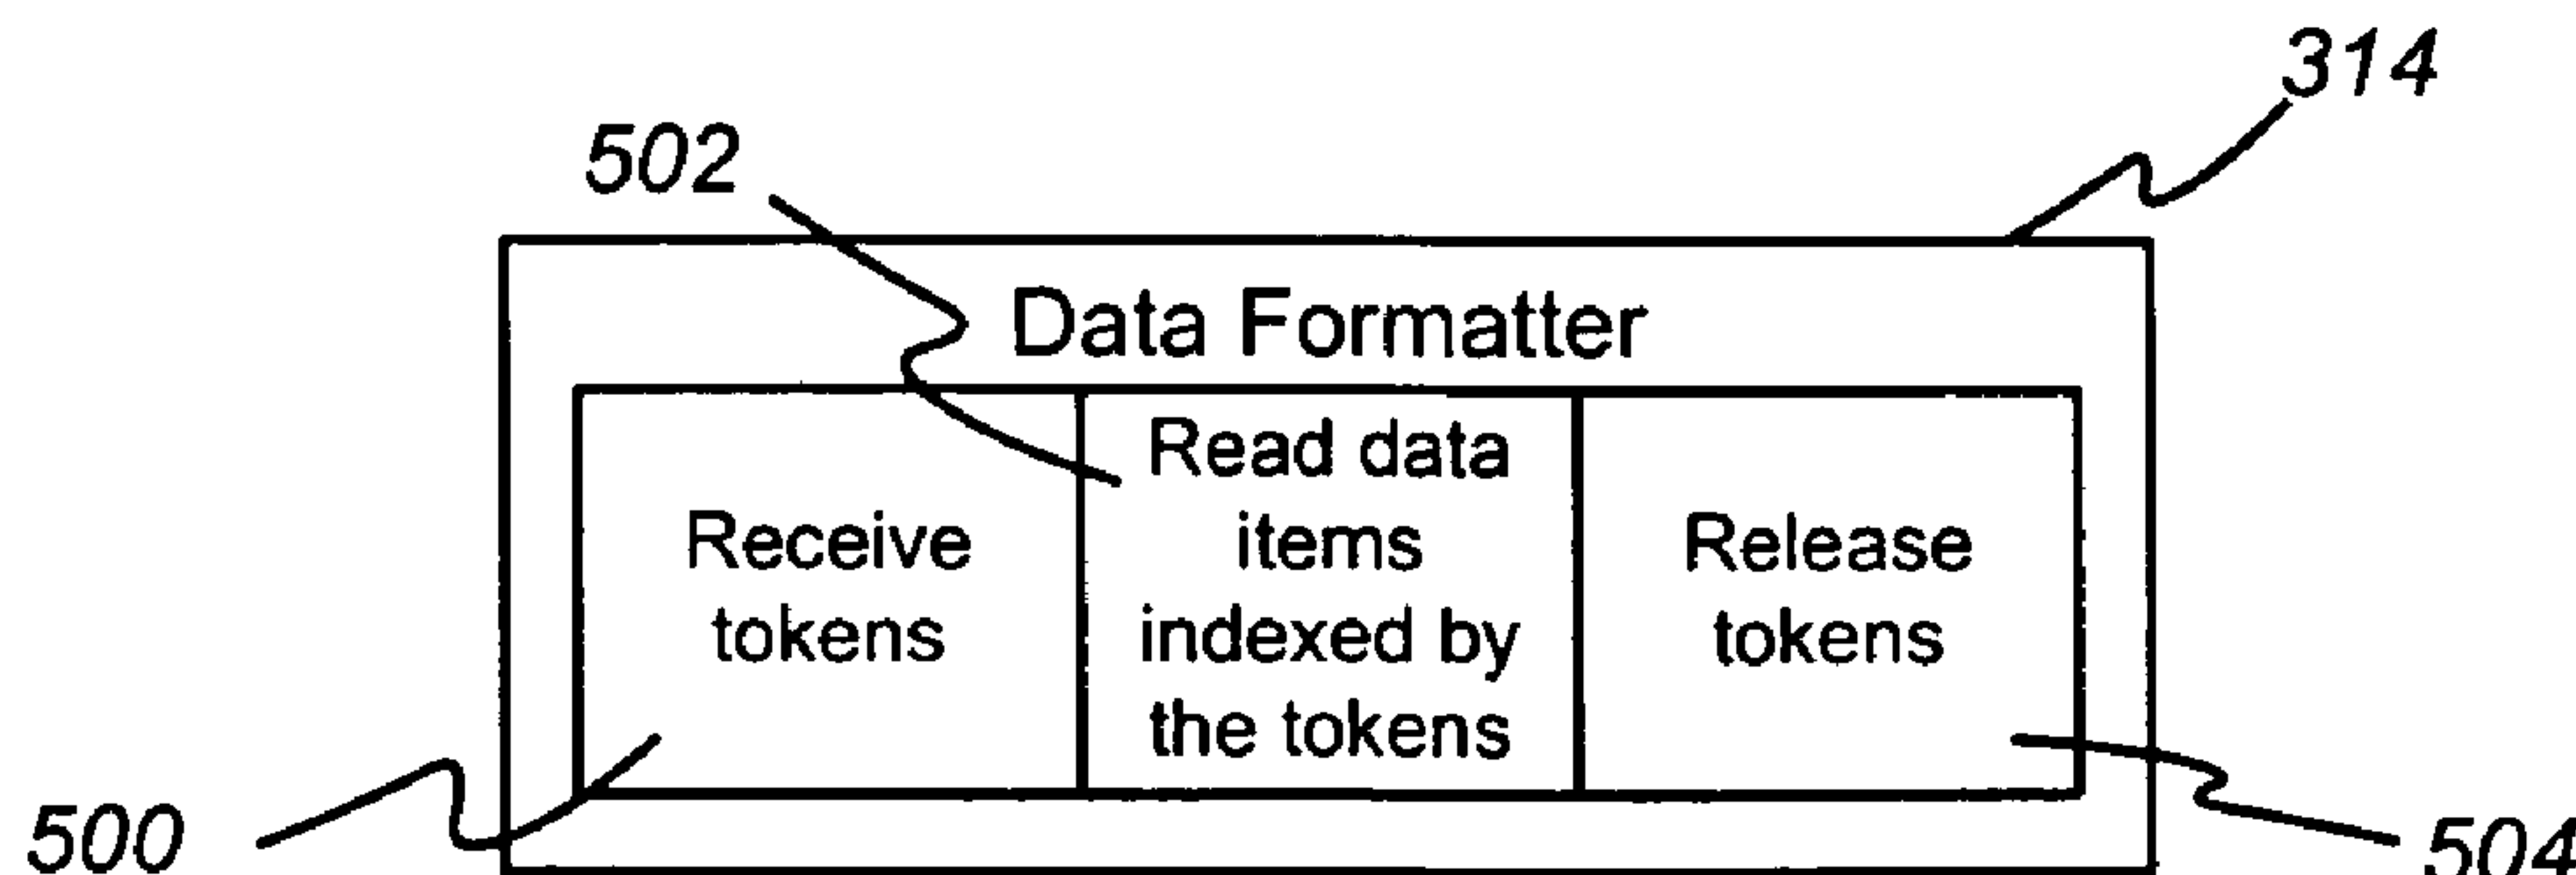 314
502
Data Formatter
Receive
tokens
Read data
items
indexed by
the tokens
Release
tokens
500
504